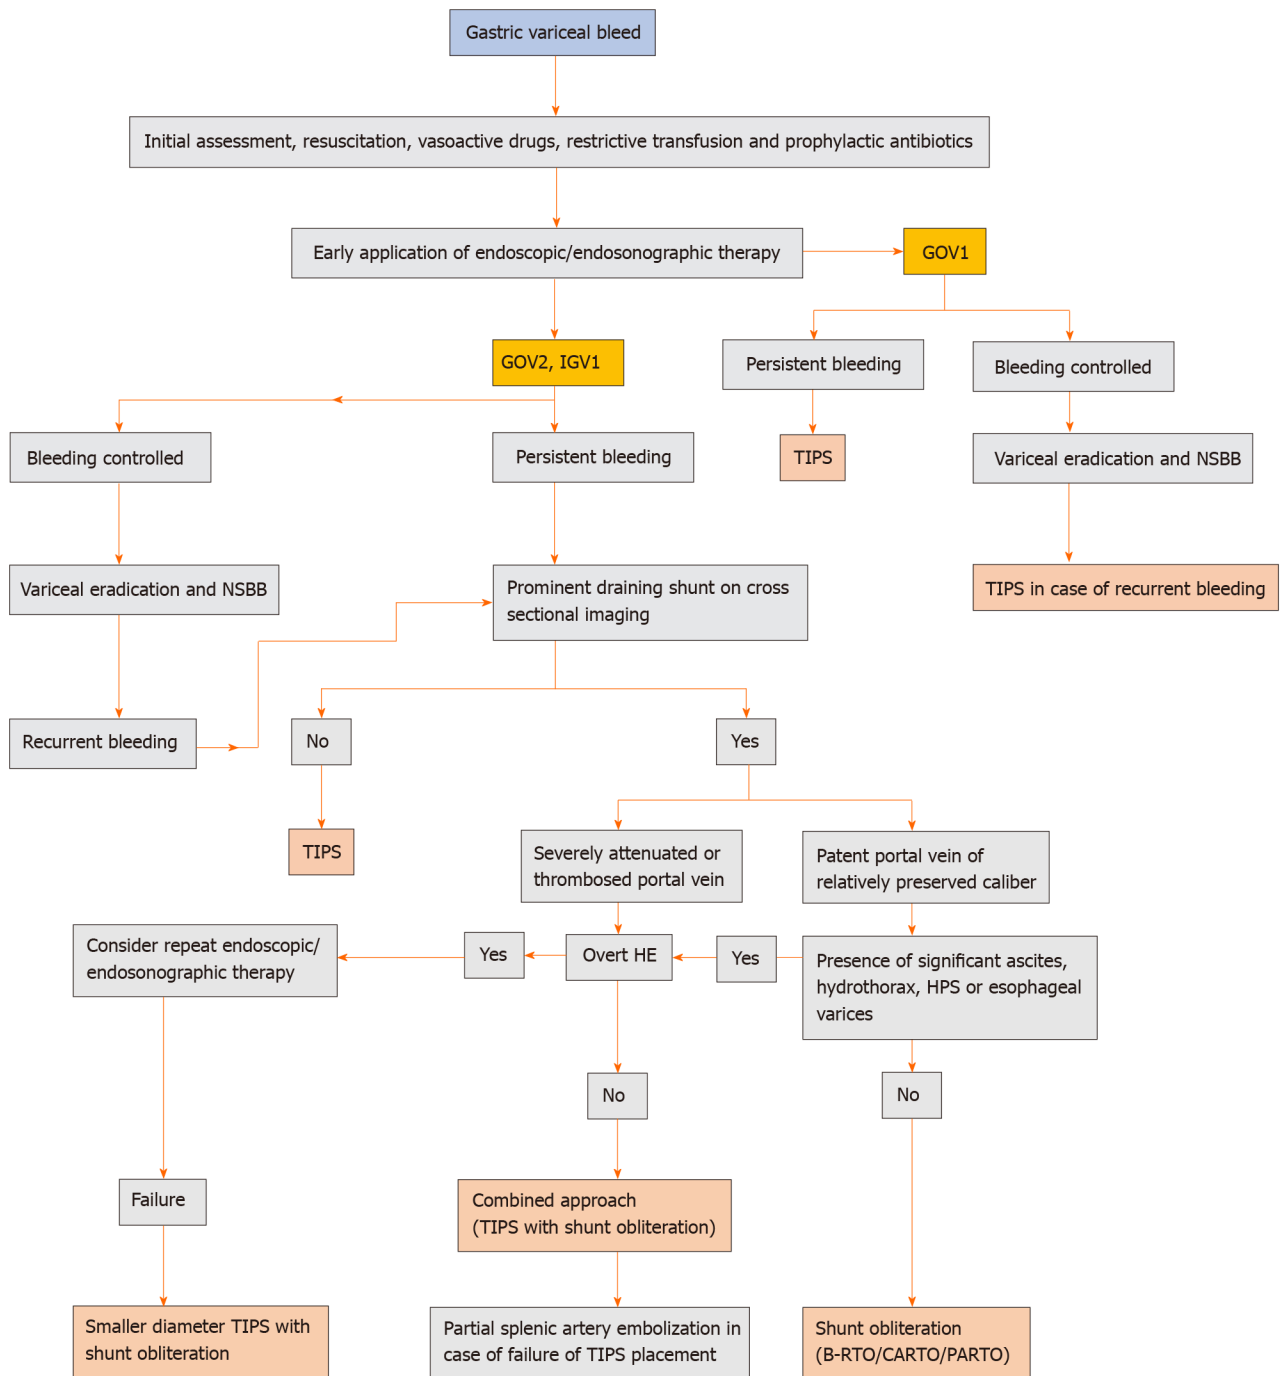 Gastric variceal bleed
Initial assessment, resuscitation, vasoactive drugs, restrictive transfusion and prophylactic antibiotics
Early application of endoscopic/endosonographic therapy
GOV1
GOV2, IGV1
Persistent bleeding
Bleeding controlled
TIPS
Variceal eradication and NSBB
TIPS in case of recurrent bleeding
Bleeding controlled
Persistent bleeding
Variceal eradication and NSBB
Prominent draining shunt on cross
sectional imaging
Recurrent bleeding
No
Yes
TIPS
Severely attenuated or
thrombosed portal vein
Patent portal vein of
relatively preserved caliber
Consider repeat endoscopic/
endosonographic therapy
Yes
Overt HE
Yes
Presence of significant ascites,
hydrothorax, HPS or esophageal
varices
No
No
Failure
Combined approach
(TIPS with shunt obliteration)
Smaller diameter TIPS with
shunt obliteration
Partial splenic artery embolization in
case of failure of TIPS placement
Shunt obliteration
(B-RTO/CARTO/PARTO)